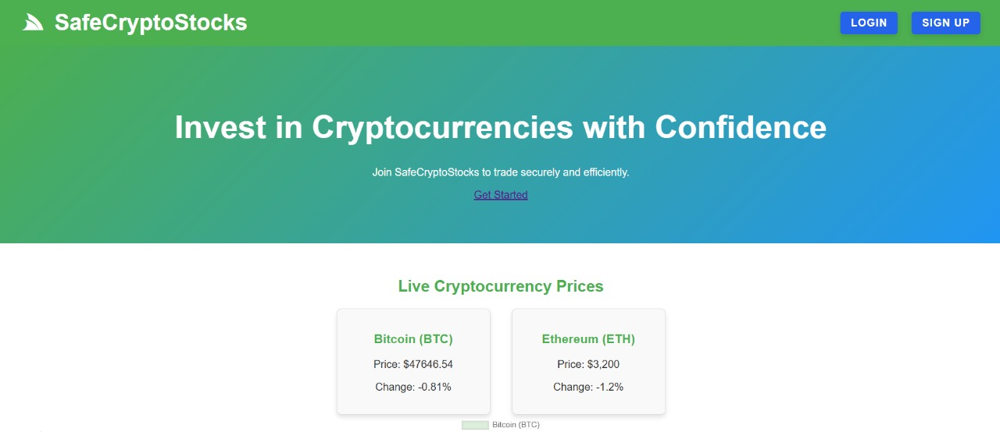 SafeCryptoStocks
LOGIN
SIGN UP
Invest in Cryptocurrencies with Confidence
Join SafeCryptoStocks to trade securely and efficiently.
Get Started
Live Cryptocurrency Prices
Bitcoin (BTC)
Price: $47646.54
Change: -0.81%
Ethereum (ETH)
Price: $3,200
Change: -1.2%
Bitcoin (BTC)